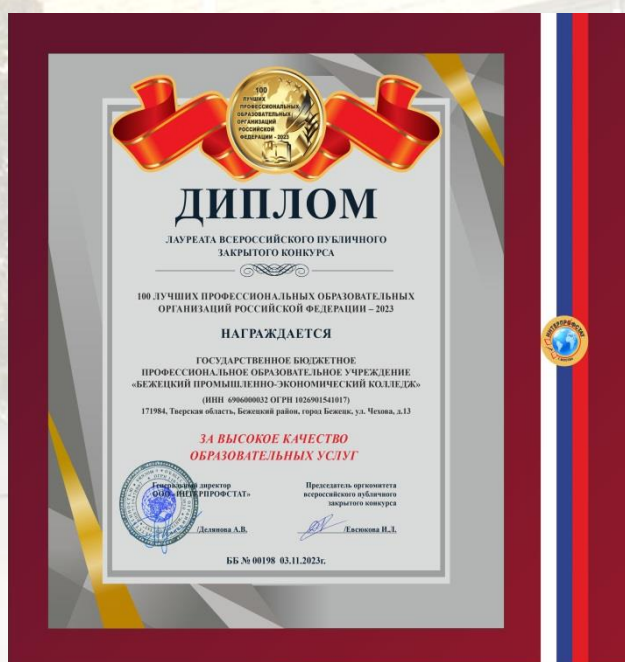 100
ЛУЧШИХ
ПРОФЕССИОНАЛЬНЫХ
ОБРАЗОВАТЕЛЬНЫХ
ОРГАНИЗАЦИЙ
РОССИЙСКОЙ
ФЕДЕРАЦИИ - 2023
ДИПЛОМ
ЛАУРЕАТА ВСЕРОССИЙСКОГО ПУБЛИЧНОГО
ЗАКРЫТОГО КОНКУРСА
100 ЛУЧШИХ ПРОФЕССИОНАЛЬНЫХ ОБРАЗОВАТЕЛЬНЫХ
ОРГАНИЗАЦИЙ РОССИЙСКОЙ ФЕДЕРАЦИИ – 2023
НАГРАЖДАЕТСЯ
ГОСУДАРСТВЕННОЕ БЮДЖЕТНОЕ
ПРОФЕССИОНАЛЬНОЕ ОБРАЗОВАТЕЛЬНОЕ УЧРЕЖДЕНИЕ
«БЕЖЕЦКИЙ ПРОМЫШЛЕННО-ЭКОНОМИЧЕСКИЙ КОЛЛЕДЖ»
(ИНН 6906000032 ОГРН 1026901541017)
171984, Тверская область, Бежецкий район, город Бежецк, ул. Чехова, д.13
ЗА ВЫСОКОЕ КАЧЕСТВО
ОБРАЗОВАТЕЛЬНЫХ УСЛУГ
Генеральный директор
ООО «ИНТЕРПРОФСТАТ»
/Делянова А.В.
Председатель оргкомитета
всероссийского публичного
закрытого конкурса
/Евсюкова Н.Л.
ББ № 00198 03.11.2023г.
ИНТЕРПРОФСТАТ